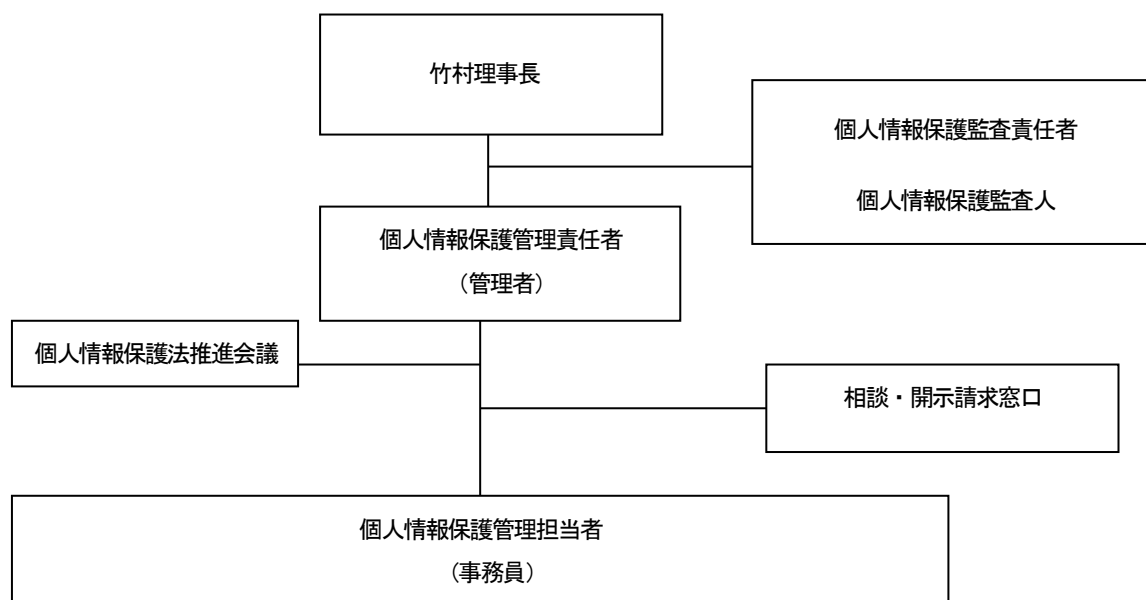 竹村理事長
個人情報保護監査責任者
個人情報保護監査人
個人情報保護管理責任者
（管理者）
個人情報保護法推進会議
相談・開示請求窓口
個人情報保護管理担当者
（事務員）